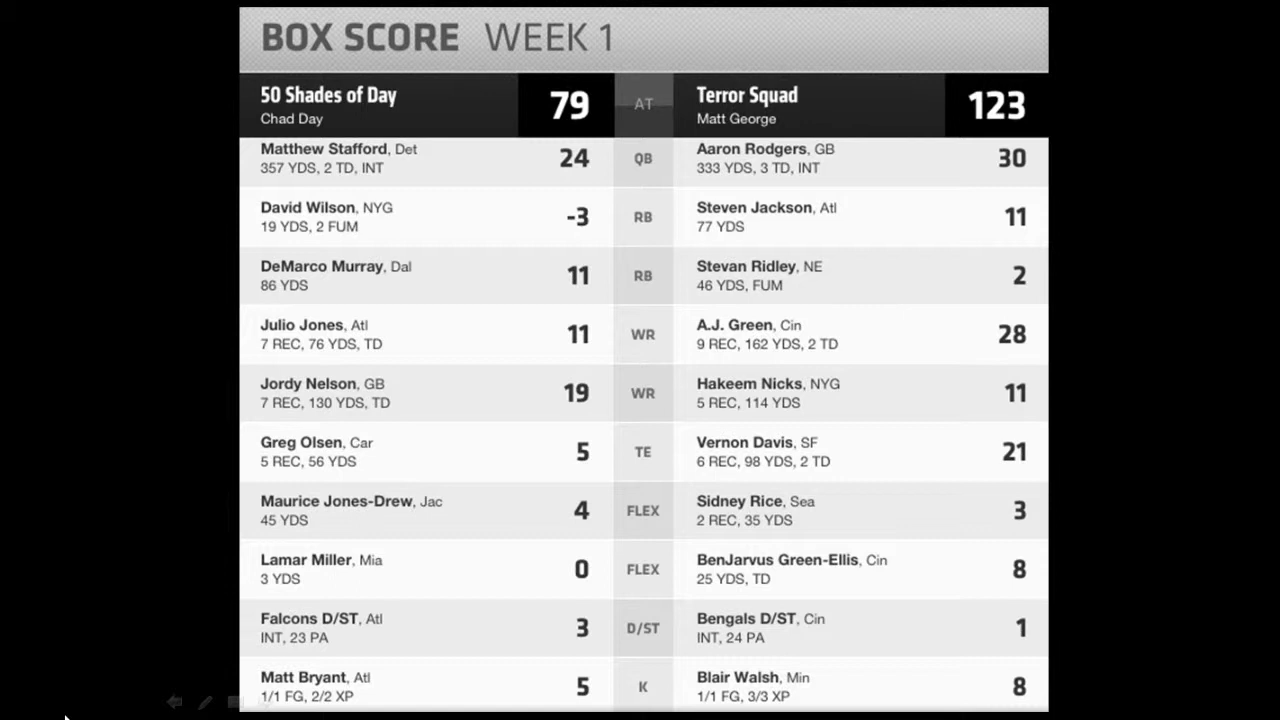 BOX SCORE WEEK 1
50 Shades of Day 79 AT Terror Squad 123
Chad Day Matt George
Matthew Stafford, Det 24 QB Aaron Rodgers, GB 30
357 YDS, 2 TD, INT 333 YDS, 3 TD, INT
David Wilson, NYG -3 RB Steven Jackson, Atl 11
19 YDS, 2 FUM 77 YDS
DeMarco Murray, Dal 11 RB Stevan Ridley, NE 2
86 YDS 46 YDS, FUM
Julio Jones, Atl 11 WR A.J. Green, Cin 28
7 REC, 76 YDS, TD 9 REC, 162 YDS, 2 TD
Jordy Nelson, GB 19 WR Hakeem Nicks, NYG 11
7 REC, 130 YDS, TD 5 REC, 114 YDS
Greg Olsen, Car 5 TE Vernon Davis, SF 21
5 REC, 56 YDS 6 REC, 98 YDS, 2 TD
Maurice Jones-Drew, Jac 4 FLEX Sidney Rice, Sea 3
45 YDS 2 REC, 35 YDS
Lamar Miller, Mia 0 FLEX BenJarvus Green-Ellis, Cin 8
3 YDS 25 YDS, TD
Falcons D/ST, Atl 3 D/ST Bengals D/ST, Cin 1
INT, 23 PA INT, 24 PA
Matt Bryant, Atl 5 K Blair Walsh, Min 8
1/1 FG, 2/2 XP 1/1 FG, 3/3 XP